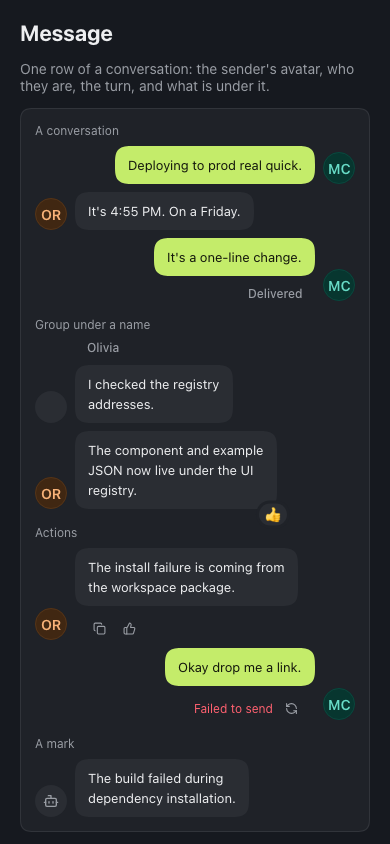 Message
One row of a conversation: the sender's avatar, who
they are, the turn, and what is under it.
A conversation
Deploying to prod real quick.
MC
OR
It's 4:55 PM. On a Friday.
It's a one-line change.
MC
Delivered
Group under a name
Olivia
I checked the registry
addresses.
The component and example
JSON now live under the UI
registry.
OR
Actions
The install failure is coming from
the workspace package.
OR
Okay drop me a link.
MC
Failed to send
A mark
The build failed during
dependency installation.